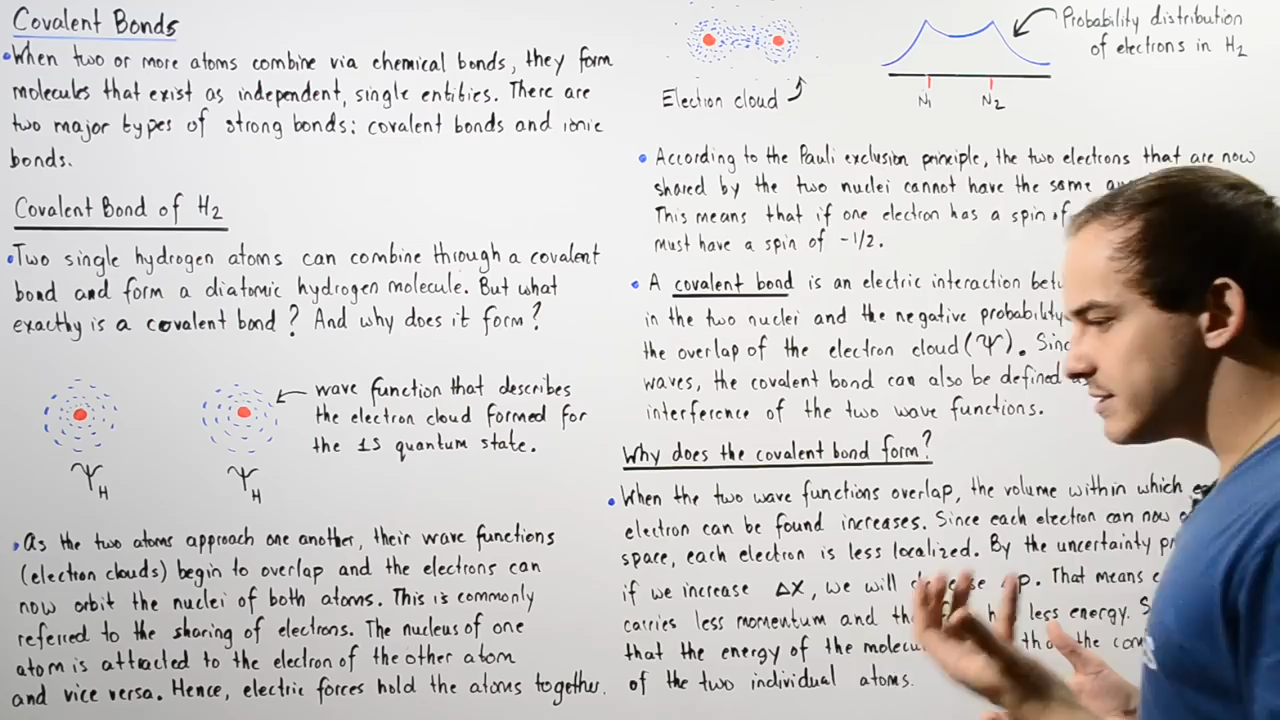 Covalent Bonds
•When two or more atoms combine via chemical bonds, they form
molecules that exist as independent, single entities. There are
two major types of strong bonds: covalent bonds and ionic
bonds.
Covalent Bond of H₂
•Two single hydrogen atoms can combine through a covalent
bond and form a diatomic hydrogen molecule. But what
exactly is a covalent bond? And why does it form?
wave function that describes
the electron cloud formed for
the 1S quantum state.
Ψ_H
Ψ_H
•As the two atoms approach one another, their wave functions
(electron clouds) begin to overlap and the electrons can
now orbit the nuclei of both atoms. This is commonly
referred to the sharing of electrons. The nucleus of one
atom is attracted to the electron of the other atom
and vice versa. Hence, electric forces hold the atoms together.
Election cloud
Probability distribution
of electrons in H₂
N₁
N₂
•According to the Pauli exclusion principle, the two electrons that are now
shared by the two nuclei cannot have the same
This means that if one electron has a spin of
must have a spin of -1/2.
•A covalent bond is an electric interaction
in the two nuclei and the negative probability
the overlap of the electron cloud (Ψ).
waves, the covalent bond can also be defined
interference of the two wave functions.
Why does the covalent bond form?
•When the two wave functions overlap, the volume within which
electron can be found increases. Since each electron can now
space, each electron is less localized. By the uncertainty
if we increase ΔX, we will Δp. That means
carries less momentum and less energy.
that the energy of the the
of the two individual atoms.